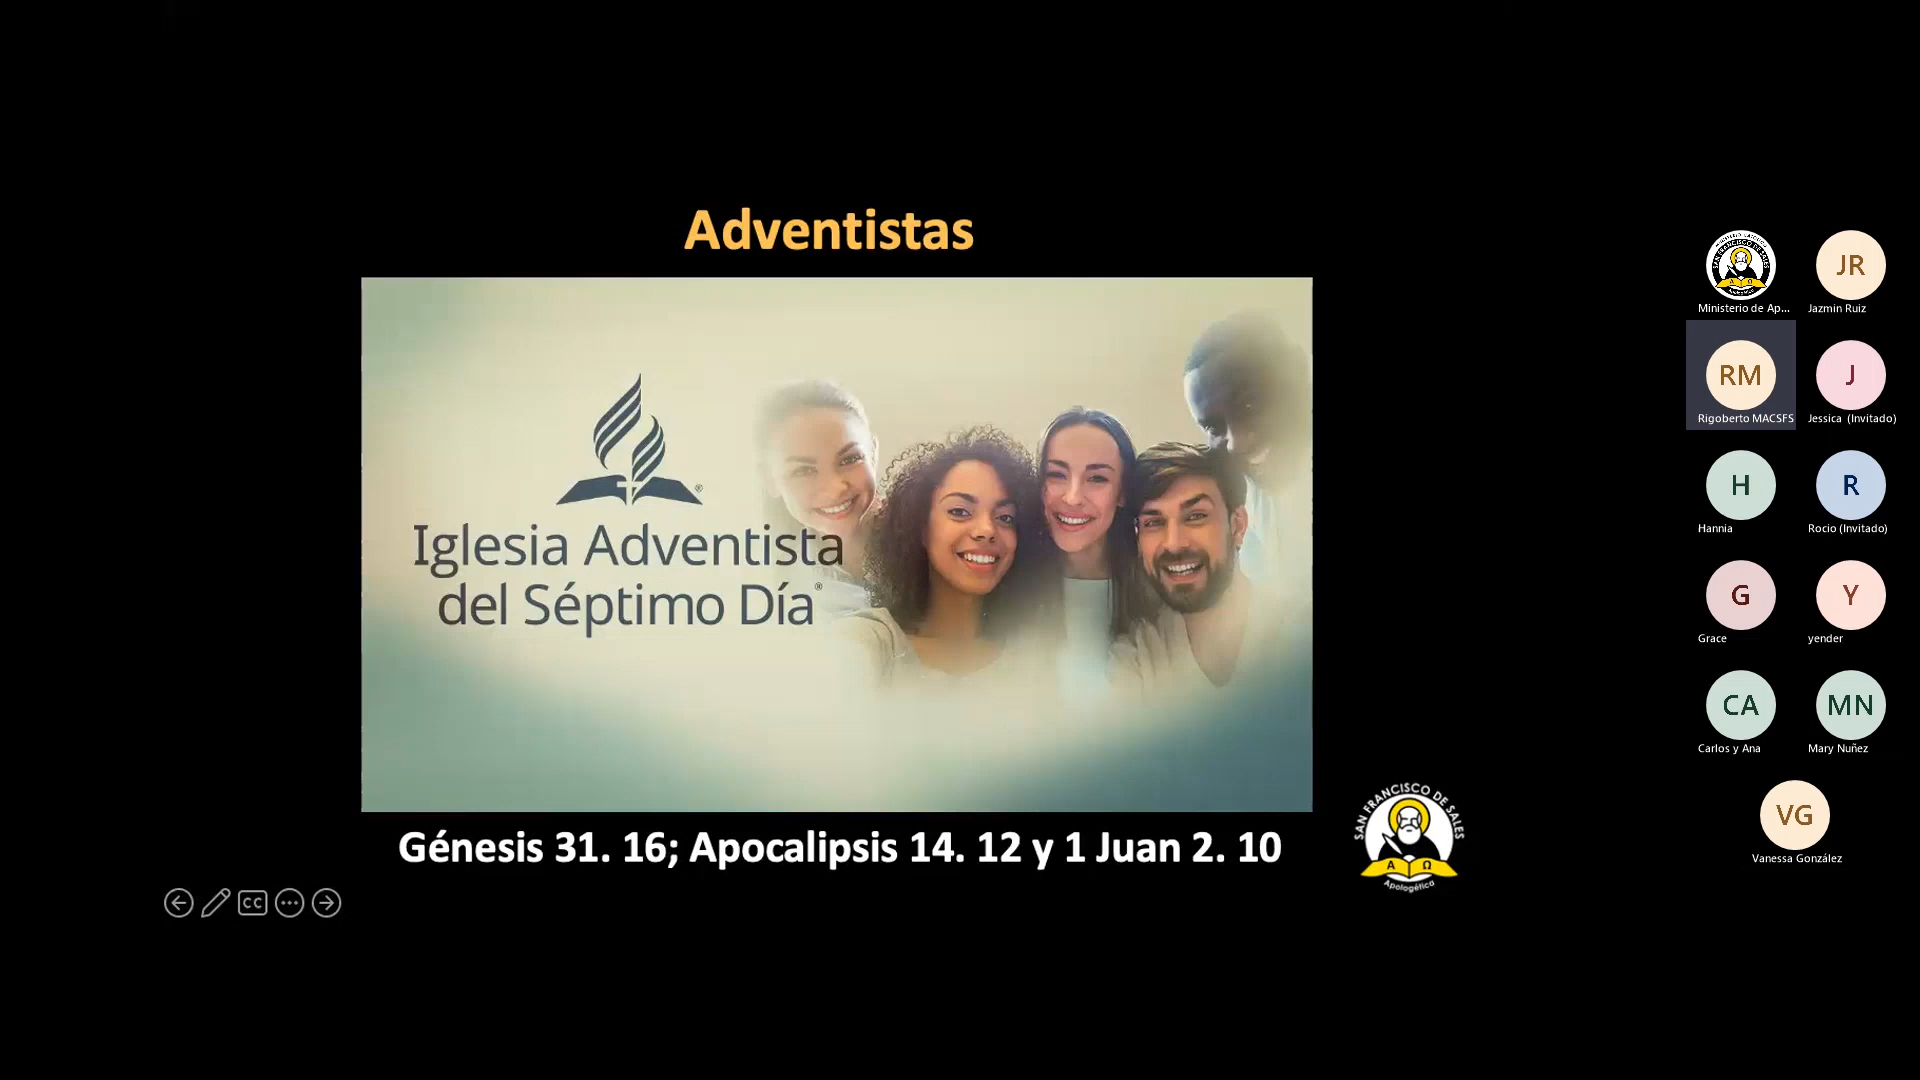 Adventistas
Iglesia Adventista
del Séptimo Día®
Génesis 31. 16; Apocalipsis 14. 12 y 1 Juan 2. 10
SAN FRANCISCO DE SALES
Α Ω
Apologética
CC
Ministerio de Ap...
JR
Jazmin Ruiz
RM
Rigoberto MACSFS
J
Jessica (Invitado)
H
Hannia
R
Rocio (Invitado)
G
Grace
Y
yender
CA
Carlos y Ana
MN
Mary Nuñez
VG
Vanessa González